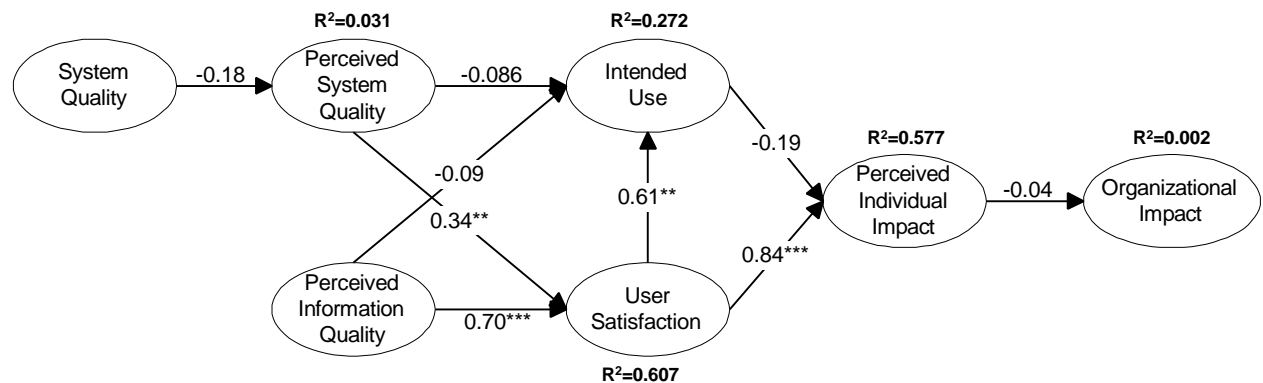 R²=0.031
R²=0.272
System
Quality
-0.18
Perceived
System
Quality
-0.086
Intended
Use
-0.09
0.34**
0.61**
-0.19
R²=0.577
Perceived
Individual
Impact
-0.04
R²=0.002
Organizational
Impact
Perceived
Information
Quality
0.70***
User
Satisfaction
0.84***
R²=0.607